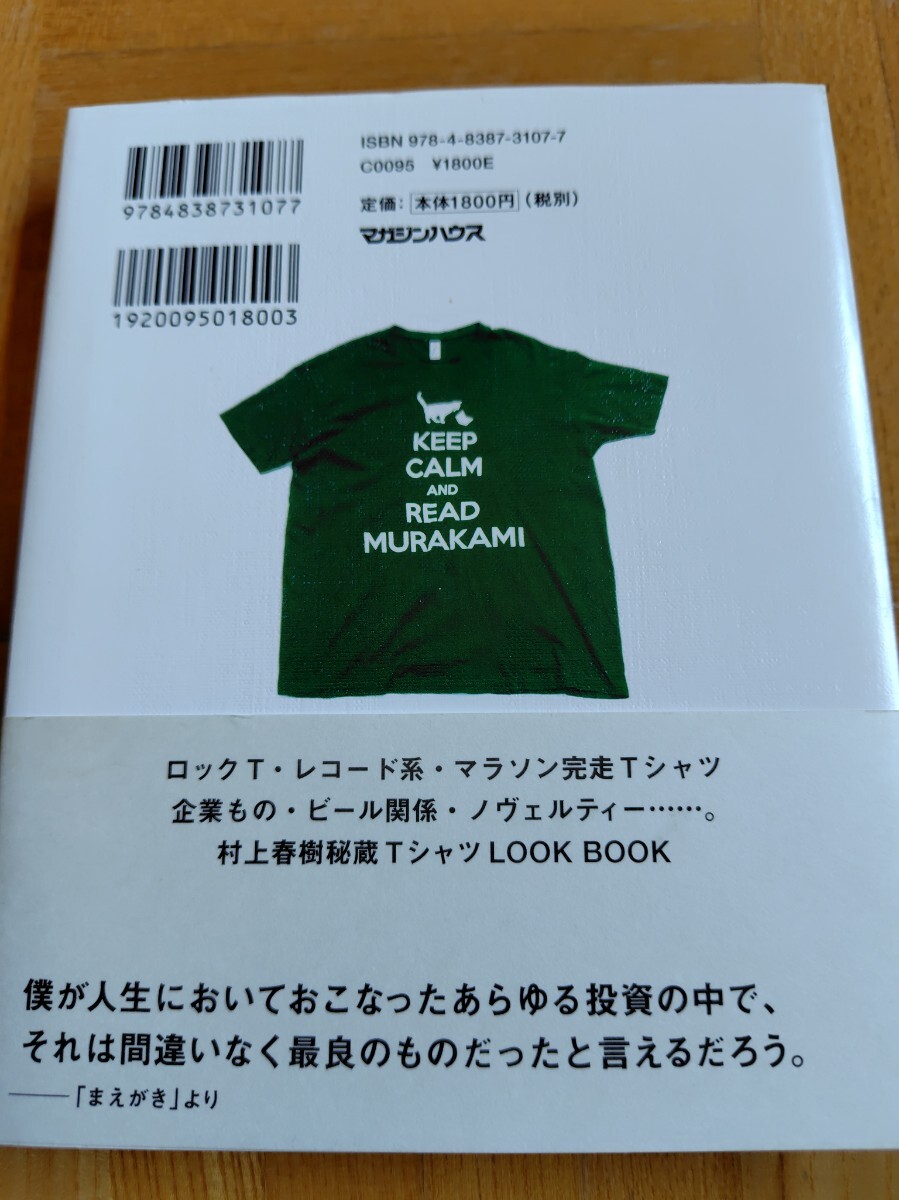 9784838731077
1920095018003
ISBN 978-4-8387-3107-7
C0095 ¥1800E
定価: 本体1800円 (税別)
マガジンハウス
KEEP
CALM
AND
READ
MURAKAMI
ロックT・レコード系・マラソン完走Tシャツ
企業もの・ビール関係・ノヴェルティー……。
村上春樹秘蔵TシャツLOOK BOOK
僕が人生においておこなったあらゆる投資の中で、
それは間違いなく最良のものだったと言えるだろう。
——「まえがき」より